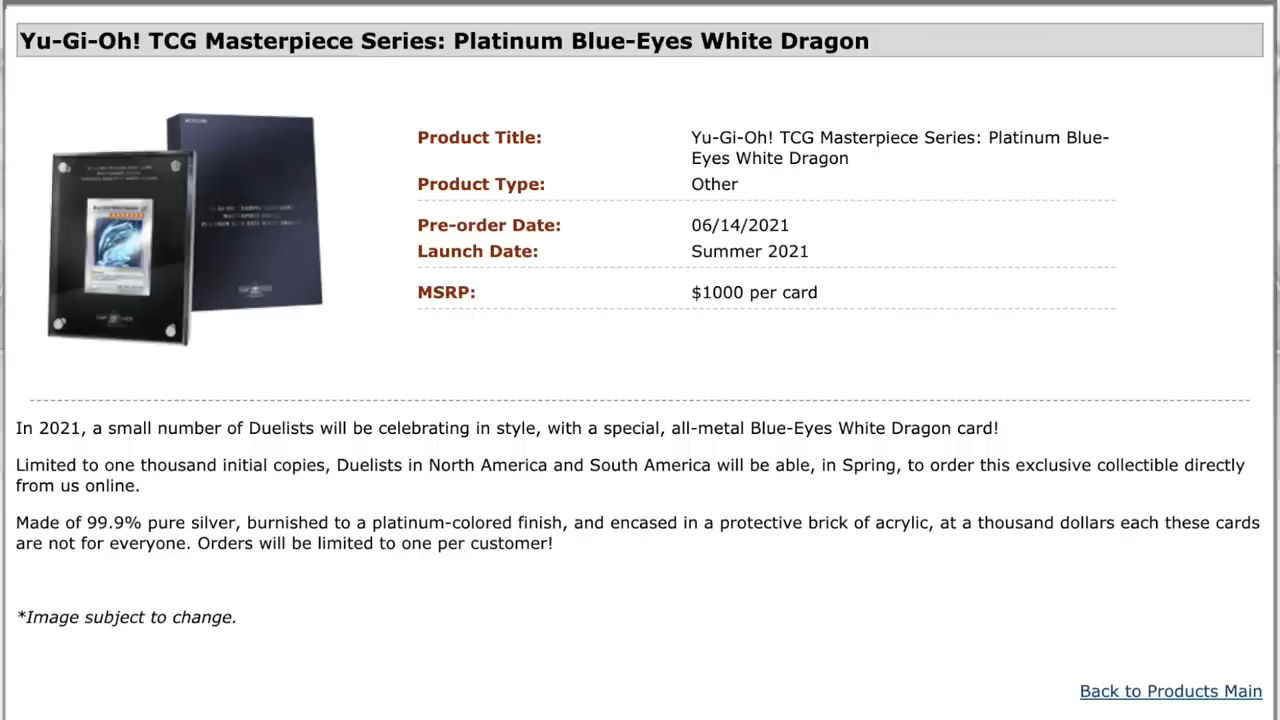 Yu-Gi-Oh! TCG Masterpiece Series: Platinum Blue-Eyes White Dragon
Product Title: Yu-Gi-Oh! TCG Masterpiece Series: Platinum Blue-
Eyes White Dragon
Product Type: Other
Pre-order Date: 06/14/2021
Launch Date: Summer 2021
MSRP: $1000 per card
In 2021, a small number of Duelists will be celebrating in style, with a special, all-metal Blue-Eyes White Dragon card!
Limited to one thousand initial copies, Duelists in North America and South America will be able, in Spring, to order this exclusive collectible directly
from us online.
Made of 99.9% pure silver, burnished to a platinum-colored finish, and encased in a protective brick of acrylic, at a thousand dollars each these cards
are not for everyone. Orders will be limited to one per customer!
*Image subject to change.
Back to Products Main